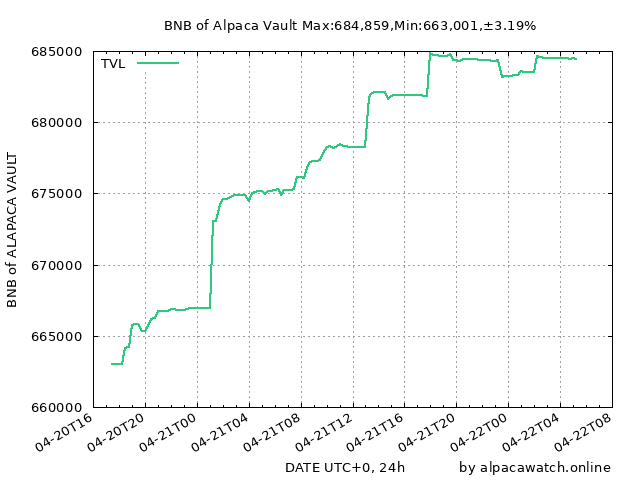 BNB of Alpaca Vault Max:684,859,Min:663,001,±3.19%
TVL
685000
680000
675000
670000
665000
660000
BNB of ALAPACA VAULT
04-20T16
04-20T20
04-21T00
04-21T04
04-21T08
04-21T12
04-21T16
04-21T20
04-22T00
04-22T04
04-22T08
DATE UTC+0, 24h
by alpacawatch.online